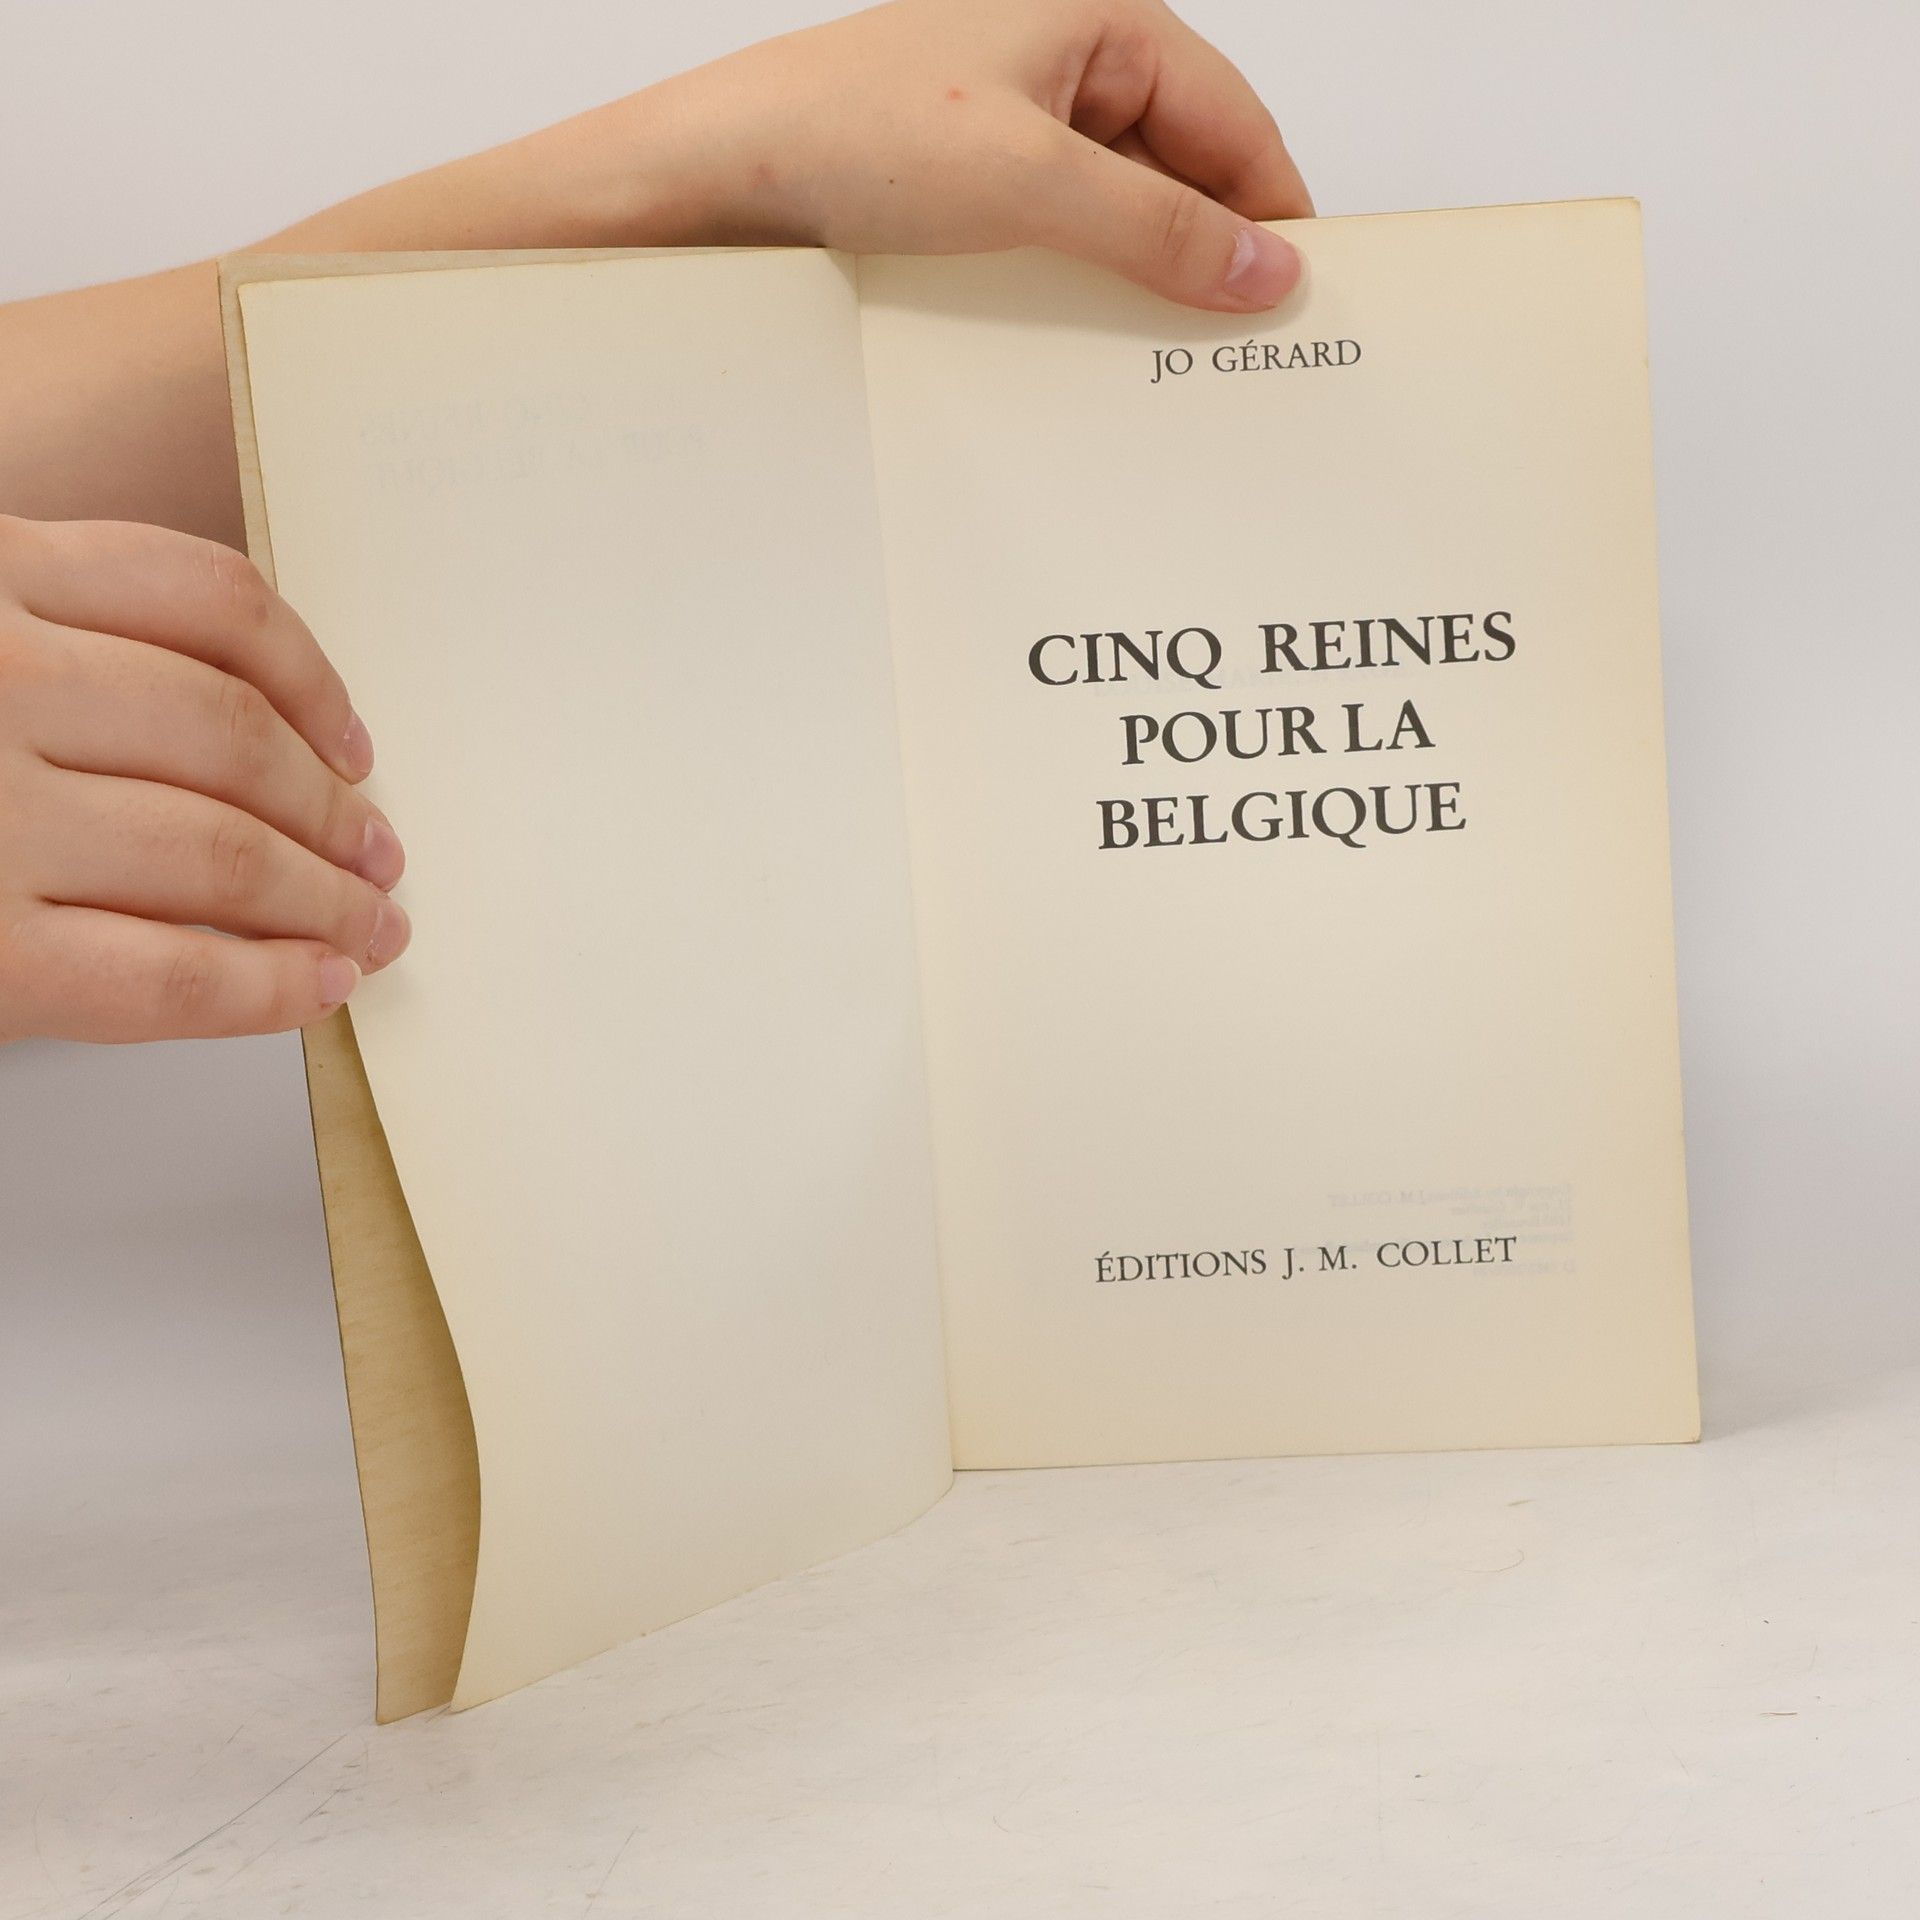 JO GÉRARD
CINQ REINES
POUR LA
BELGIQUE
ÉDITIONS J. M. COLLET